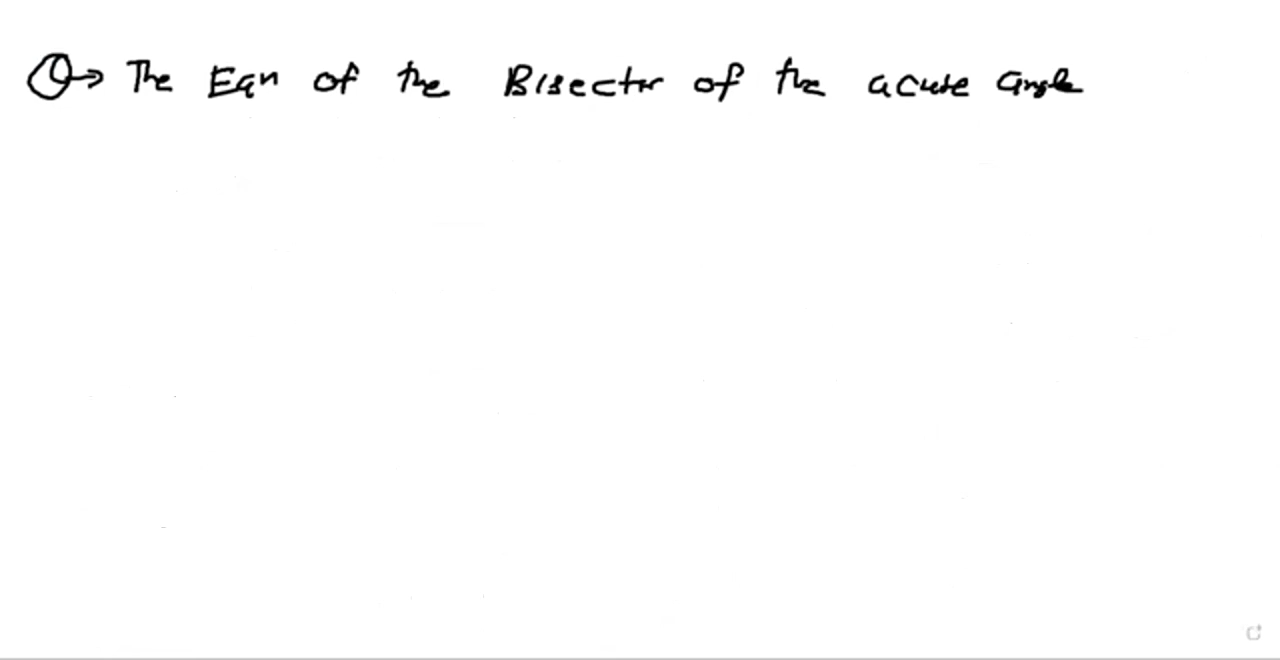 Q→ The Eqn of the Bisector of the acute angle